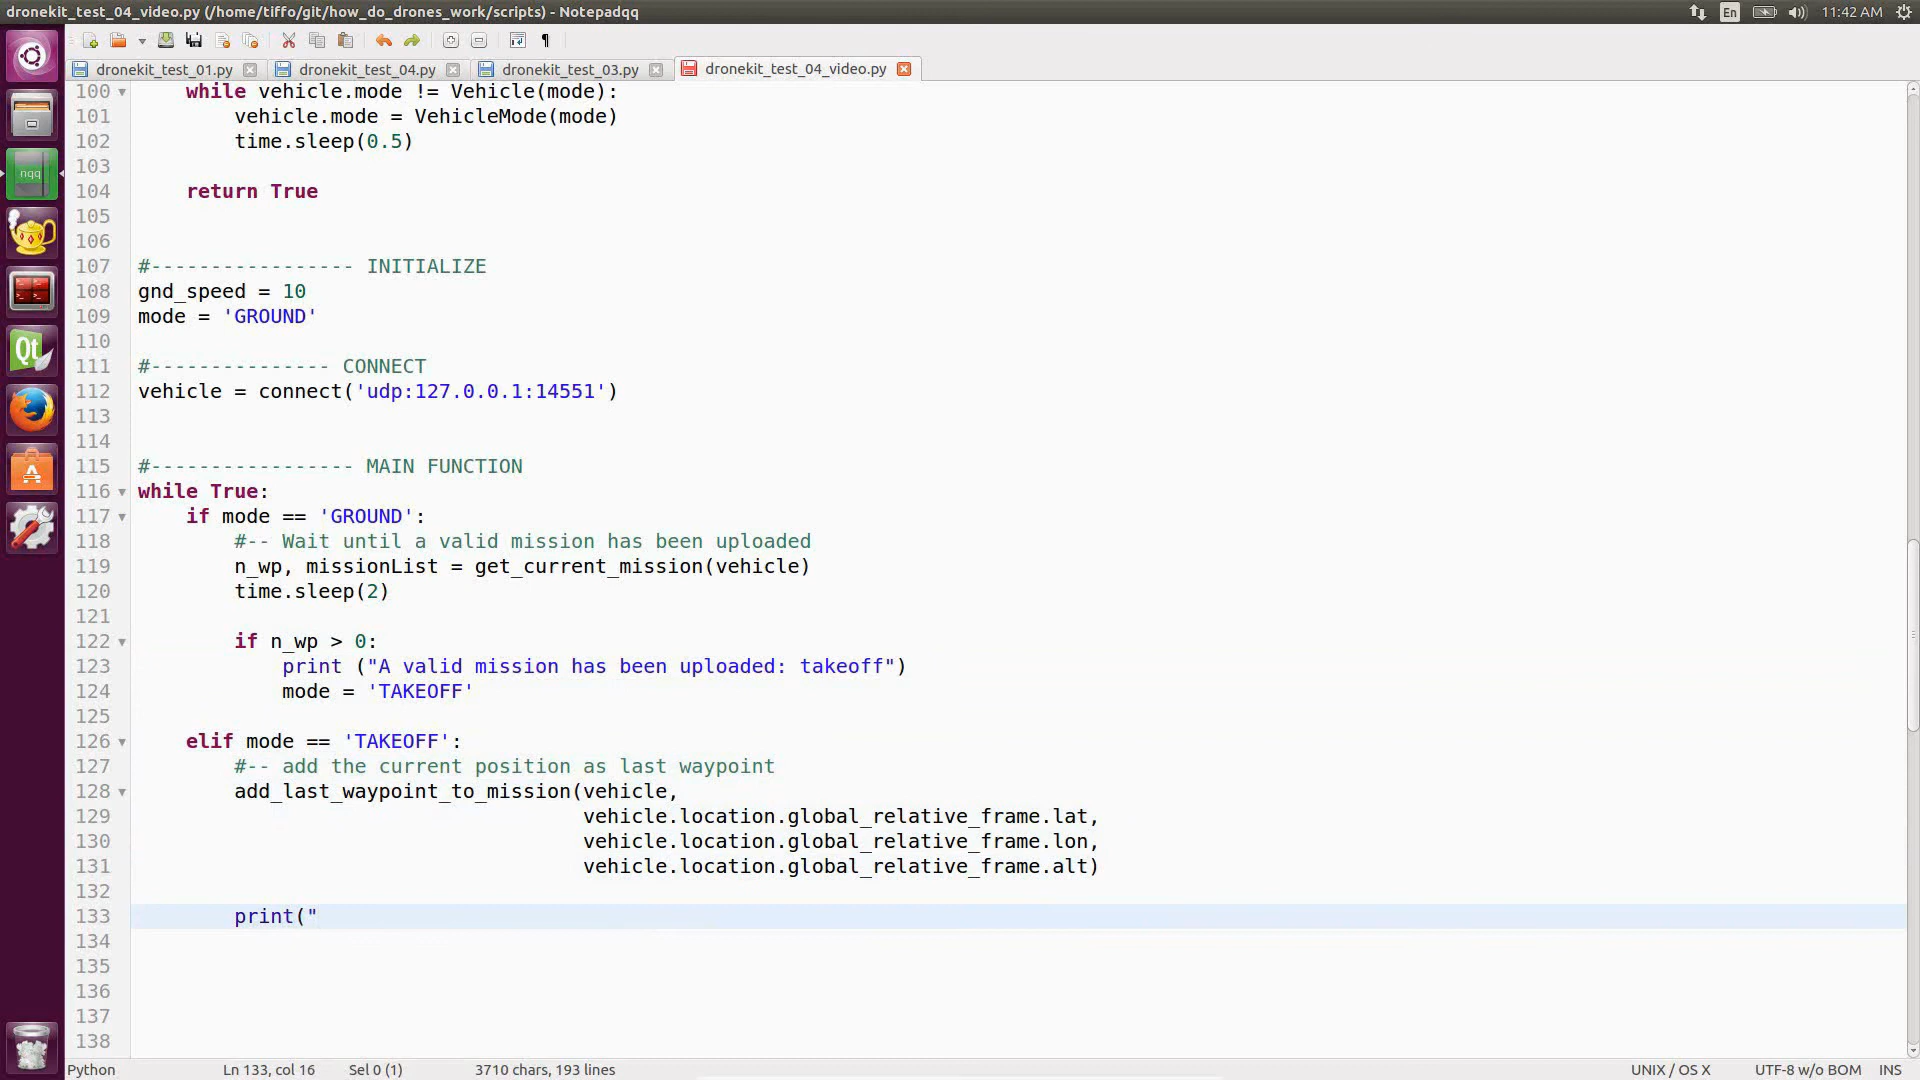 dronekit_test_04_video.py (/home/tiffo/git/how_do_drones_work/scripts) - Notepadqq
En
11:42 AM
dronekit_test_01.py dronekit_test_04.py dronekit_test_03.py dronekit_test_04_video.py
100 while vehicle.mode != Vehicle(mode):
101 vehicle.mode = VehicleMode(mode)
102 time.sleep(0.5)
103
104 return True
105
106
107 #----------------- INITIALIZE
108 gnd_speed = 10
109 mode = 'GROUND'
110
111 #--------------- CONNECT
112 vehicle = connect('udp:127.0.0.1:14551')
113
114
115 #----------------- MAIN FUNCTION
116 while True:
117 if mode == 'GROUND':
118 #-- Wait until a valid mission has been uploaded
119 n_wp, missionList = get_current_mission(vehicle)
120 time.sleep(2)
121
122 if n_wp > 0:
123 print ("A valid mission has been uploaded: takeoff")
124 mode = 'TAKEOFF'
125
126 elif mode == 'TAKEOFF':
127 #-- add the current position as last waypoint
128 add_last_waypoint_to_mission(vehicle,
129 vehicle.location.global_relative_frame.lat,
130 vehicle.location.global_relative_frame.lon,
131 vehicle.location.global_relative_frame.alt)
132
133 print("
134
135
136
137
138
nqq
Qt
Python Ln 133, col 16 Sel 0 (1) 3710 chars, 193 lines UNIX / OS X UTF-8 w/o BOM INS